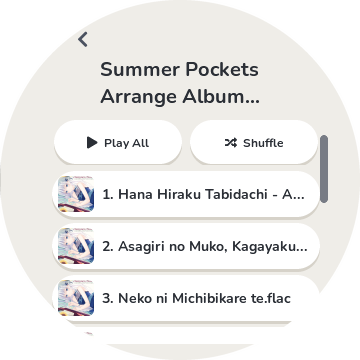 Summer Pockets
Arrange Album...
Play All
Shuffle
1. Hana Hiraku Tabidachi - A...
2. Asagiri no Muko, Kagayaku...
3. Neko ni Michibikare te.flac